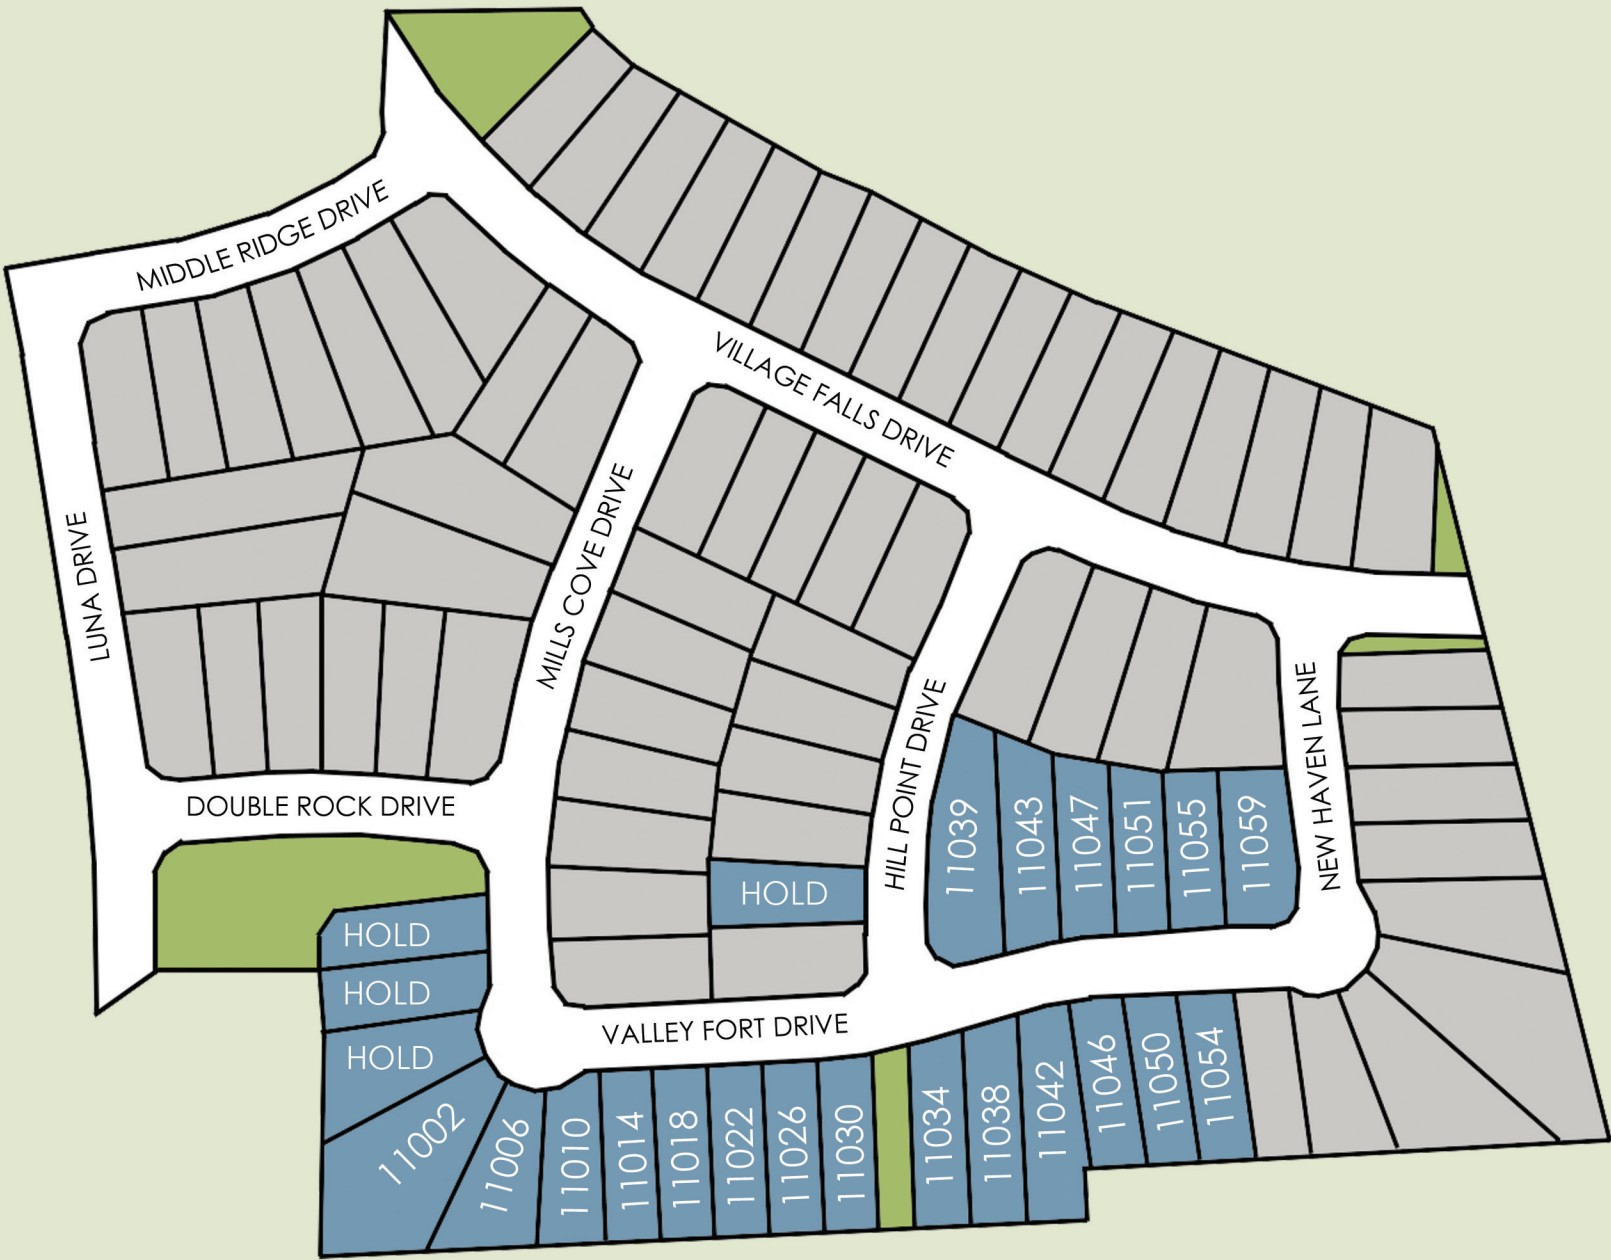 MIDDLE RIDGE DRIVE
VILLAGE FALLS DRIVE
LUNA DRIVE
MILLS COVE DRIVE
HILL POINT DRIVE
NEW HAVEN LANE
DOUBLE ROCK DRIVE
11039
11043
11047
11051
11055
11059
HOLD
HOLD
HOLD
HOLD
VALLEY FORT DRIVE
11002
11006
11010
11014
11018
11022
11026
11030
11034
11038
11042
11046
11050
11054